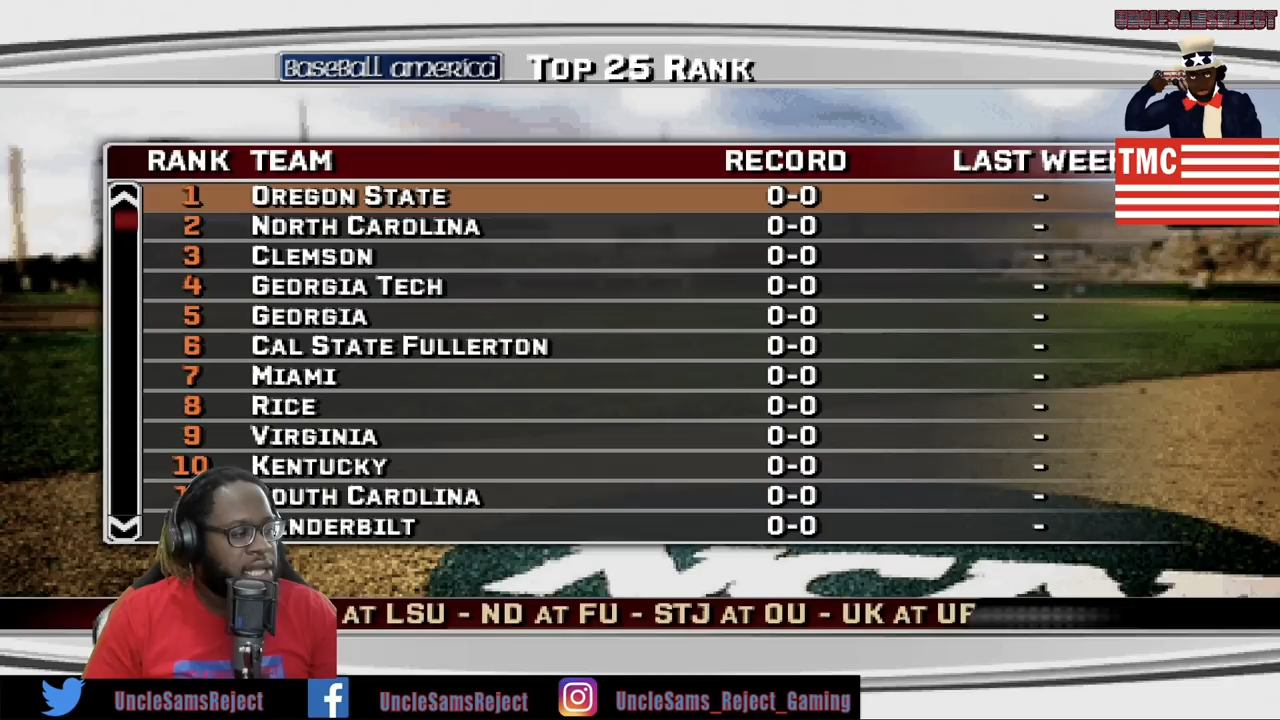 UNCLESAMSREJECT
Baseball america Top 25 Rank
TMC
RANK TEAM RECORD LAST WEE
1 OREGON STATE 0-0 -
2 NORTH CAROLINA 0-0 -
3 CLEMSON 0-0 -
4 GEORGIA TECH 0-0 -
5 GEORGIA 0-0 -
6 CAL STATE FULLERTON 0-0 -
7 MIAMI 0-0 -
8 RICE 0-0 -
9 VIRGINIA 0-0 -
10 KENTUCKY 0-0 -
OUTH CAROLINA 0-0 -
NDERBILT 0-0 -
AT LSU - ND AT FU - STJ AT OU - UK AT UF
UncleSamsReject UncleSamsReject UncleSams_Reject_Gaming